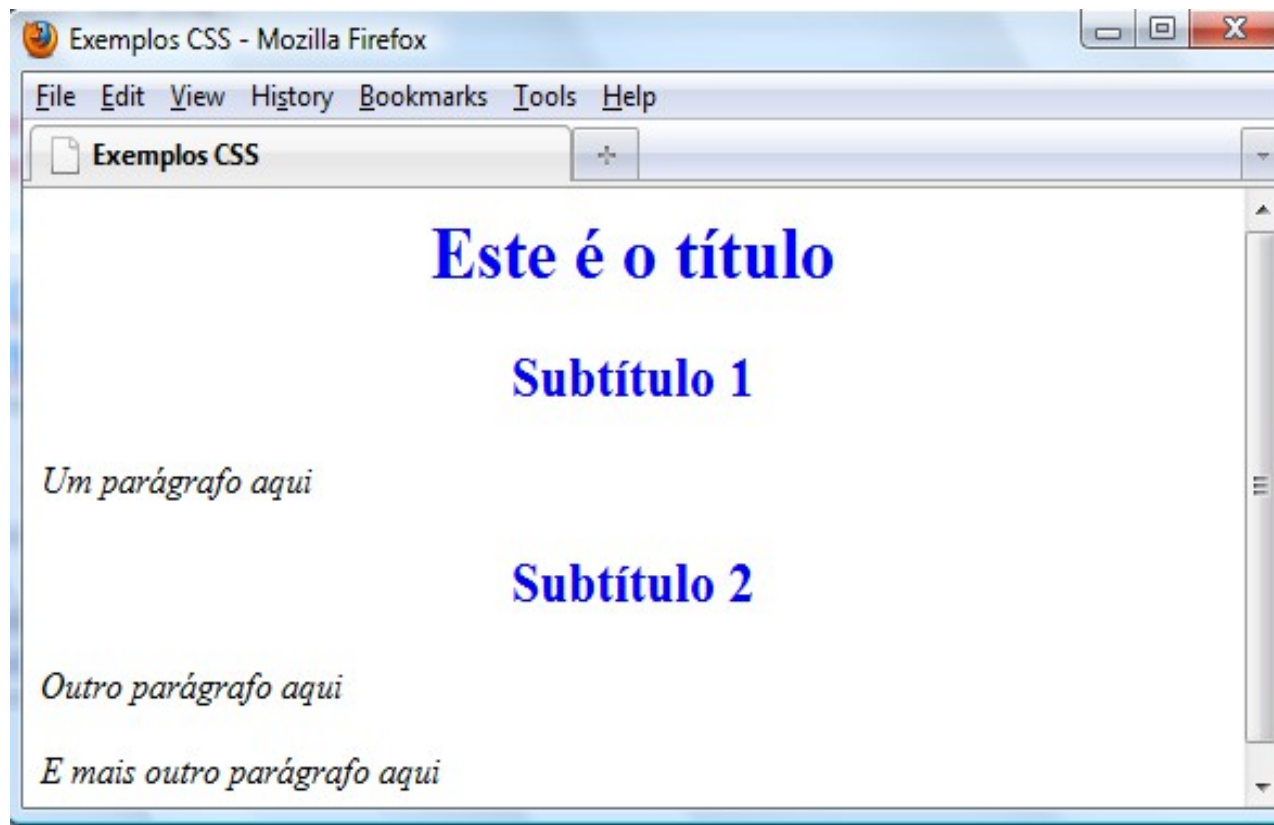 Exemplos CSS - Mozilla Firefox
File Edit View History Bookmarks Tools Help
Exemplos CSS
Este é o título
Subtítulo 1
Um parágrafo aqui
Subtítulo 2
Outro parágrafo aqui
E mais outro parágrafo aqui